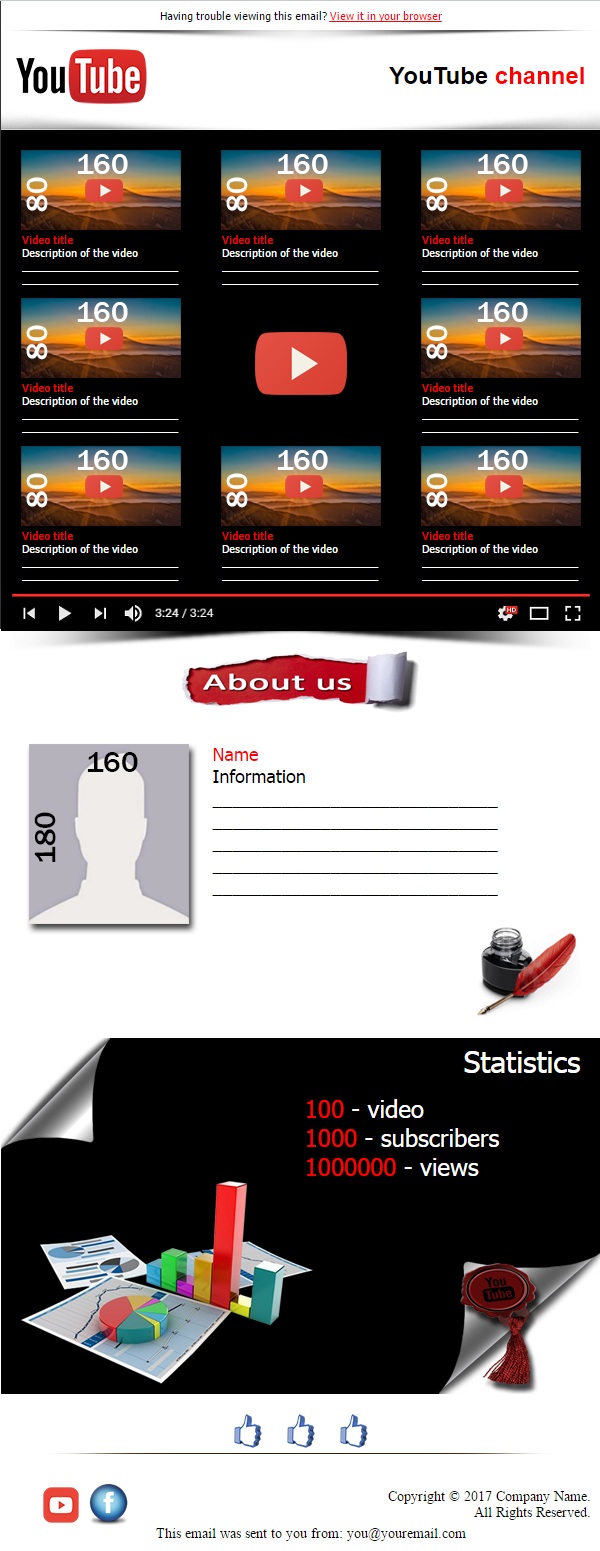 Having trouble viewing this email? View it in your browser
YouTube
YouTube channel
160 160 160
80 80 80
Video title Video title Video title
Description of the video Description of the video Description of the video
160 160
80 80
Video title Video title
Description of the video Description of the video
160 160 160
80 80 80
Video title Video title Video title
Description of the video Description of the video Description of the video
3:24 / 3:24
HD
About us
160
180
Name
Information
Statistics
100 - video
1000 - subscribers
1000000 - views
You
Tube
f
Copyright © 2017 Company Name.
All Rights Reserved.
This email was sent to you from: you@youremail.com